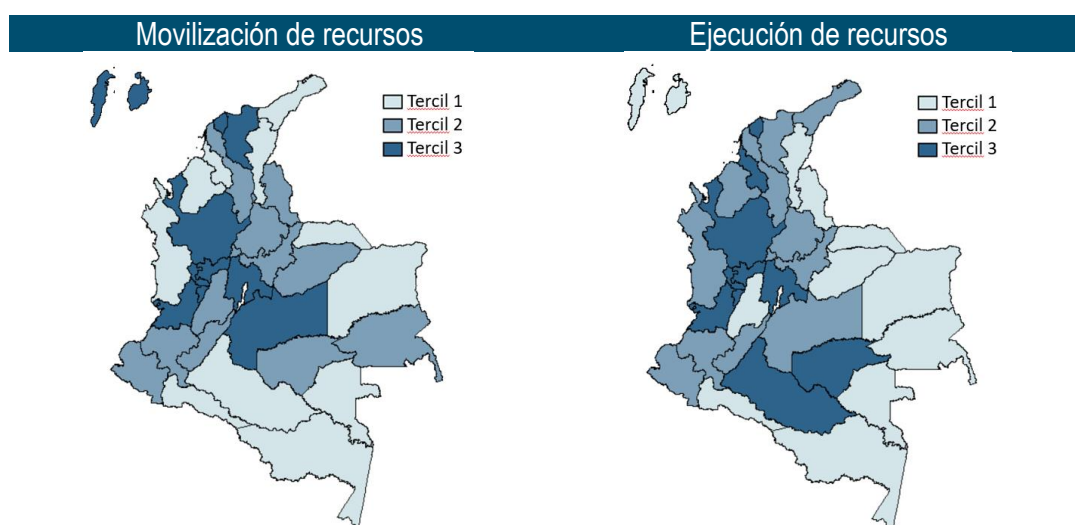 Movilización de recursos
Ejecución de recursos
Tercil 1
Tercil 2
Tercil 3
Tercil 1
Tercil 2
Tercil 3